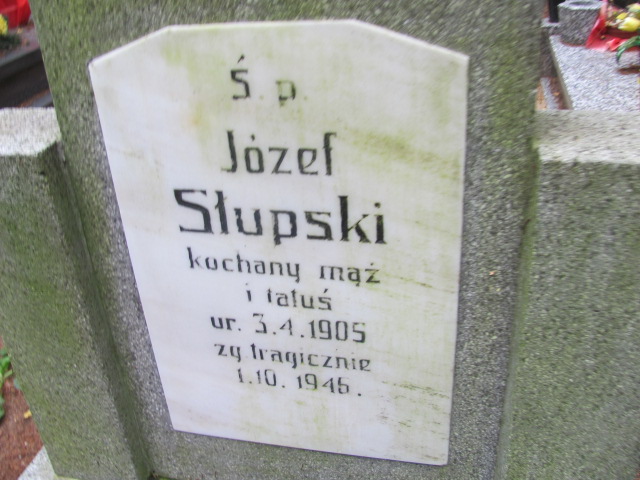 Ś. p.
Józef
Słupski
kochany mąż
i tatuś
ur. 3.4.1905
zg tragicznie
1.10.1946.